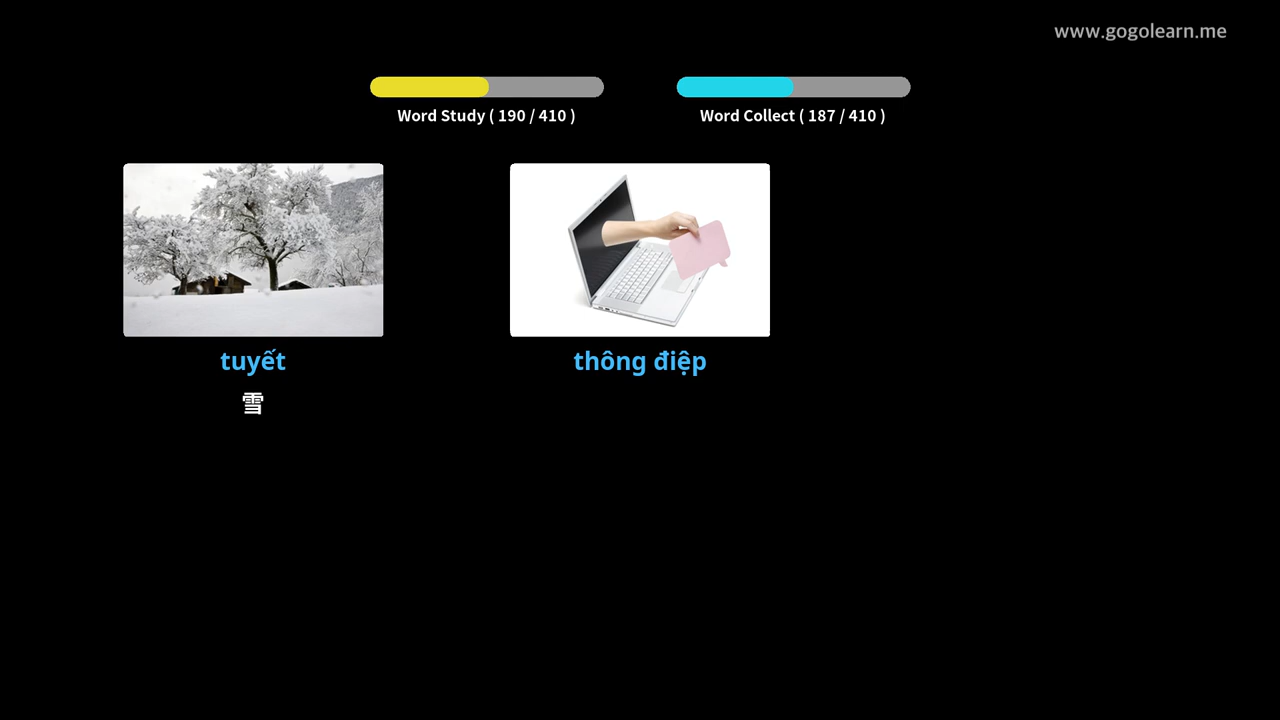 www.gogolearn.me
Word Study ( 190 / 410 )
Word Collect ( 187 / 410 )
tuyết
thông điệp
雪